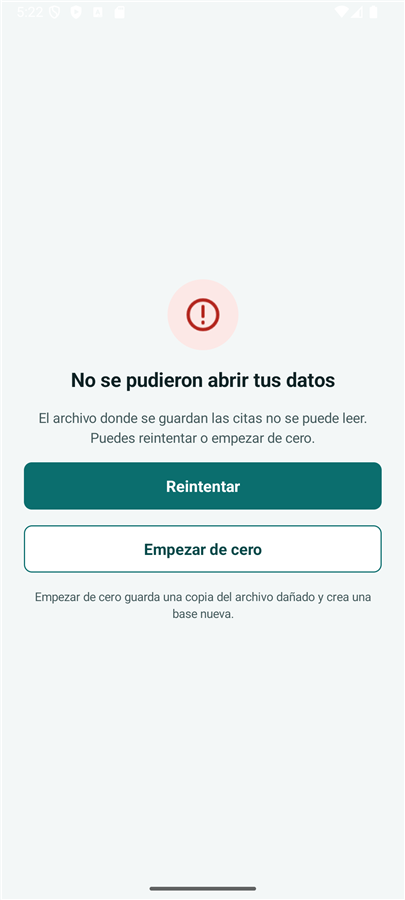 5:22
No se pudieron abrir tus datos
El archivo donde se guardan las citas no se puede leer.
Puedes reintentar o empezar de cero.
Reintentar
Empezar de cero
Empezar de cero guarda una copia del archivo dañado y crea una
base nueva.